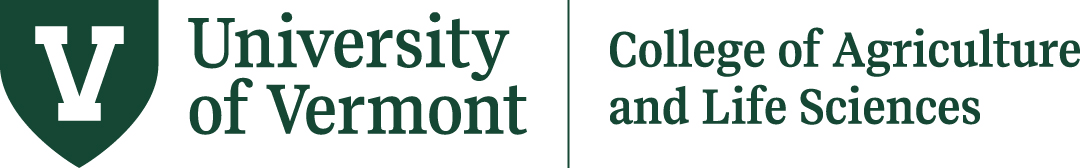 V
University
of Vermont
College of Agriculture
and Life Sciences